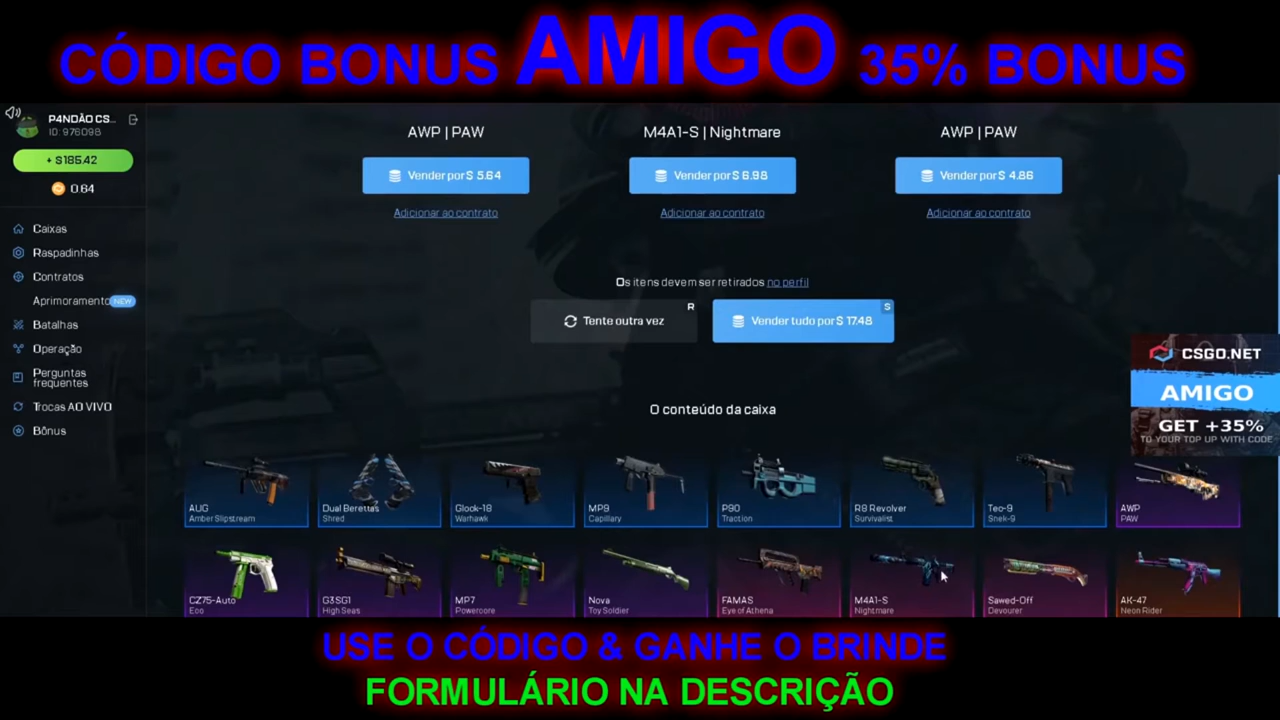 CÓDIGO BONUS AMIGO 35% BONUS
P4NDÃO CS...
ID: 976098
+ $185.42
0.64
Caixas
Raspadinhas
Contratos
Aprimoramento NEW
Batalhas
Operação
Perguntas
frequentes
Trocas AO VIVO
Bônus
AWP | PAW
M4A1-S | Nightmare
AWP | PAW
Vender por $ 5.64
Vender por $ 6.98
Vender por $ 4.86
Adicionar ao contrato
Adicionar ao contrato
Adicionar ao contrato
Os itens devem ser retirados no perfil
Tente outra vez R
Vender tudo por $ 17.48 S
CSGO.NET
AMIGO
GET +35%
TO YOUR TOP UP WITH CODE
O conteúdo da caixa
AUG
Amber Slipstream
Dual Berettas
Shred
Glock-18
Warhawk
MP9
Capillary
P90
Traction
R8 Revolver
Survivalist
Tec-9
Snek-9
AWP
PAW
CZ75-Auto
Eco
G3SG1
High Seas
MP7
Powercore
Nova
Toy Soldier
FAMAS
Eye of Athena
M4A1-S
Nightmare
Sawed-Off
Devourer
AK-47
Neon Rider
USE O CÓDIGO & GANHE O BRINDE
FORMULÁRIO NA DESCRIÇÃO